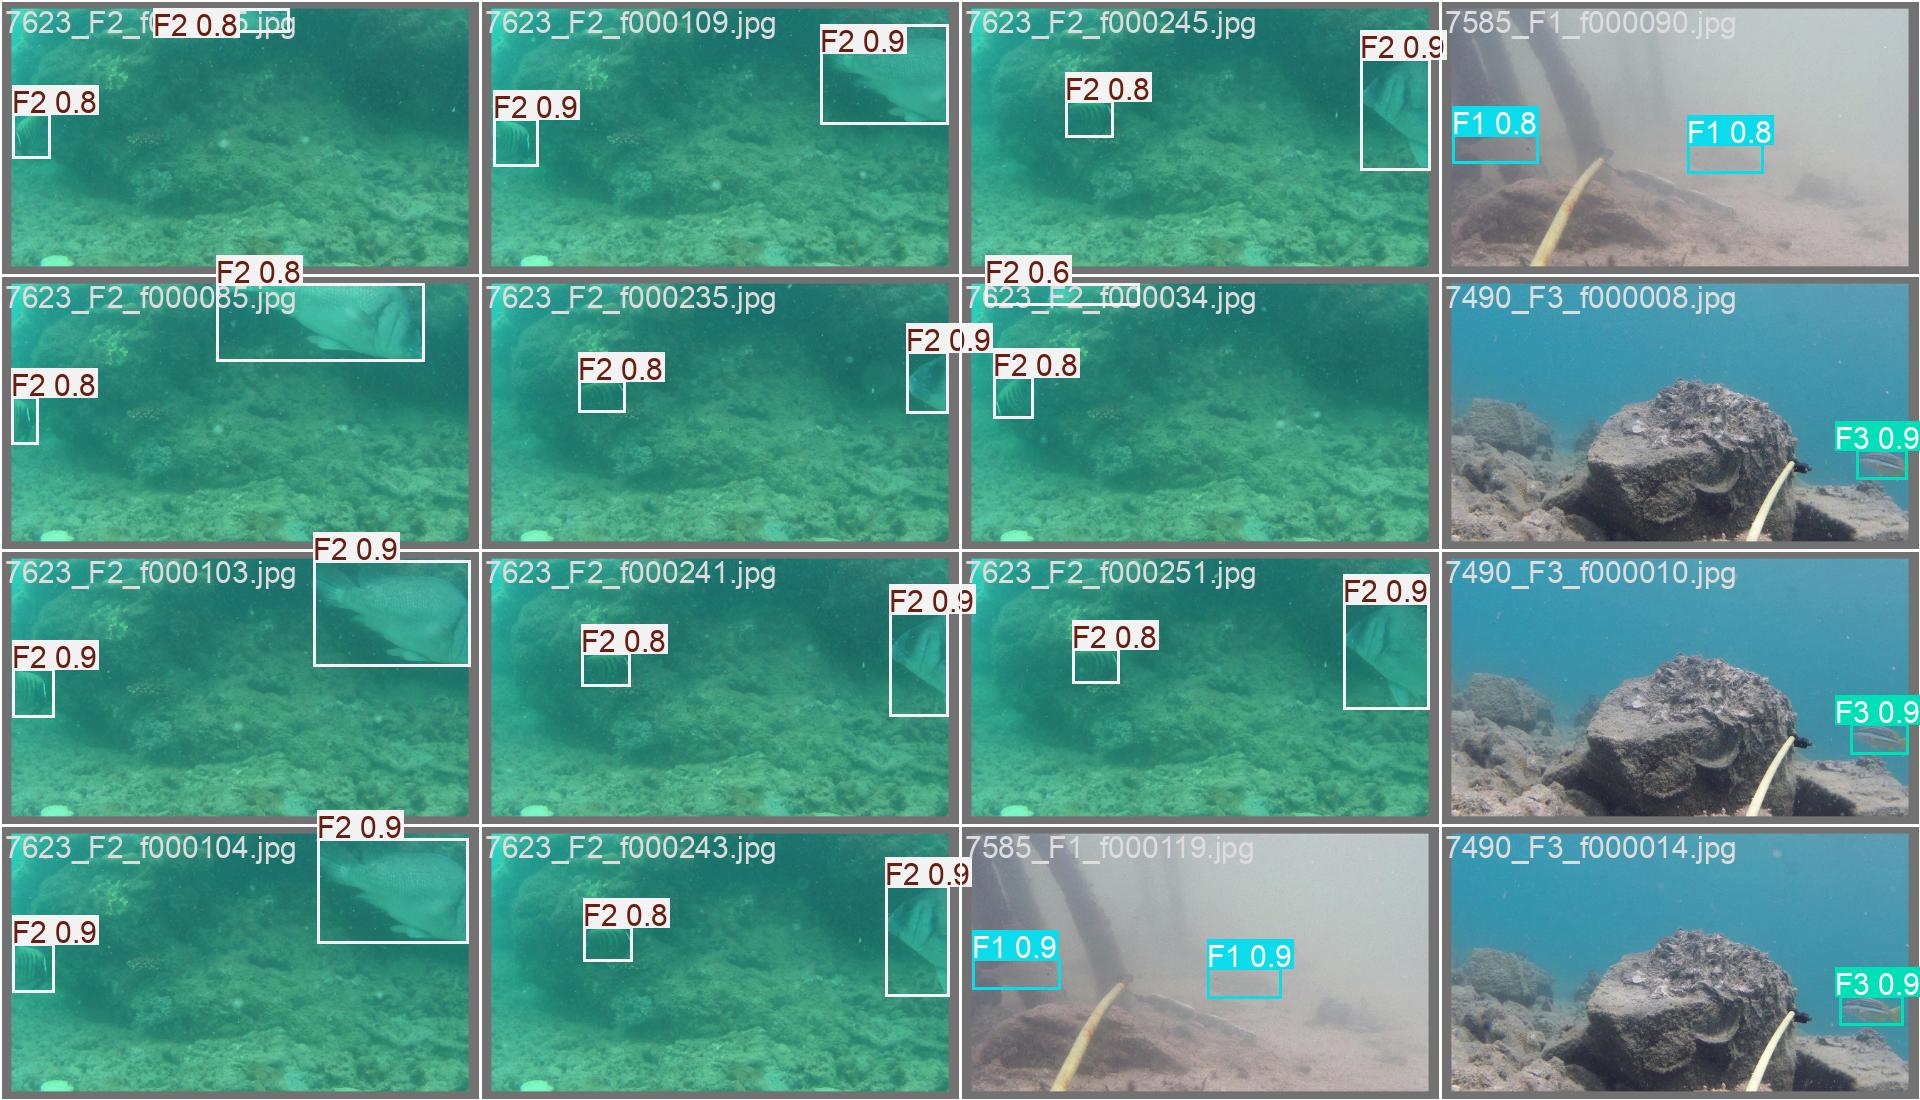 F2 0.8
F2 0.8
7623_F2_f000109.jpg
F2 0.9
F2 0.9
7623_F2_f000245.jpg
F2 0.9
F2 0.8
7585_F1_f000090.jpg
F1 0.8
F1 0.8
F2 0.8
7623_F2_f000085.jpg
F2 0.8
7623_F2_f000235.jpg
F2 0.9
F2 0.8
F2 0.6
7623_F2_f000034.jpg
F2 0.8
7490_F3_f000008.jpg
F3 0.9
F2 0.9
7623_F2_f000103.jpg
F2 0.9
7623_F2_f000241.jpg
F2 0.9
F2 0.8
7623_F2_f000251.jpg
F2 0.9
F2 0.8
7490_F3_f000010.jpg
F3 0.9
F2 0.9
7623_F2_f000104.jpg
F2 0.9
7623_F2_f000243.jpg
F2 0.9
F2 0.8
7585_F1_f000119.jpg
F1 0.9
F1 0.9
7490_F3_f000014.jpg
F3 0.9